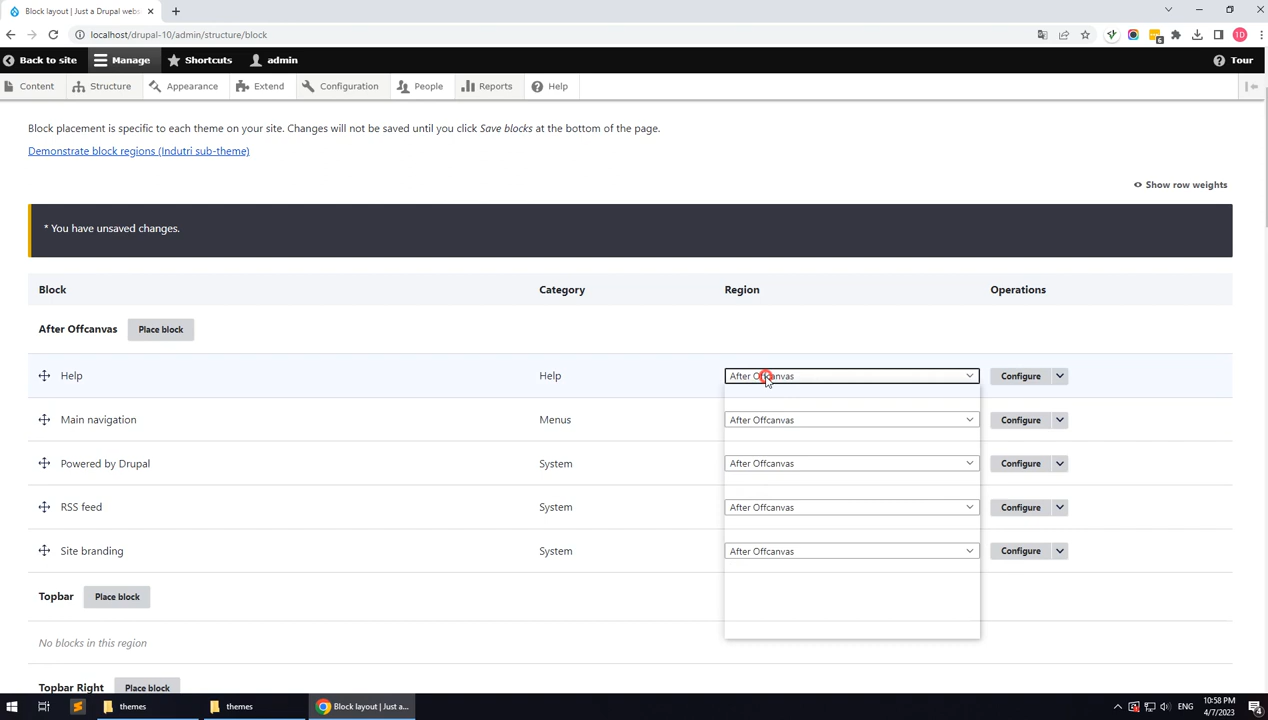 Block layout | Just a Drupal webs
localhost/drupal-10/admin/structure/block
Back to site
Manage
Shortcuts
admin
Tour
Content
Structure
Appearance
Extend
Configuration
People
Reports
Help
Block placement is specific to each theme on your site. Changes will not be saved until you click Save blocks at the bottom of the page.
Demonstrate block regions (Indutri sub-theme)
Show row weights
* You have unsaved changes.
Block Category Region Operations
After Offcanvas Place block
Help Help After Offcanvas Configure
Main navigation Menus After Offcanvas Configure
Powered by Drupal System After Offcanvas Configure
RSS feed System After Offcanvas Configure
Site branding System After Offcanvas Configure
Topbar Place block
No blocks in this region
Topbar Right Place block
themes
themes
Block layout | Just a...
ENG
10:58 PM
4/7/2023